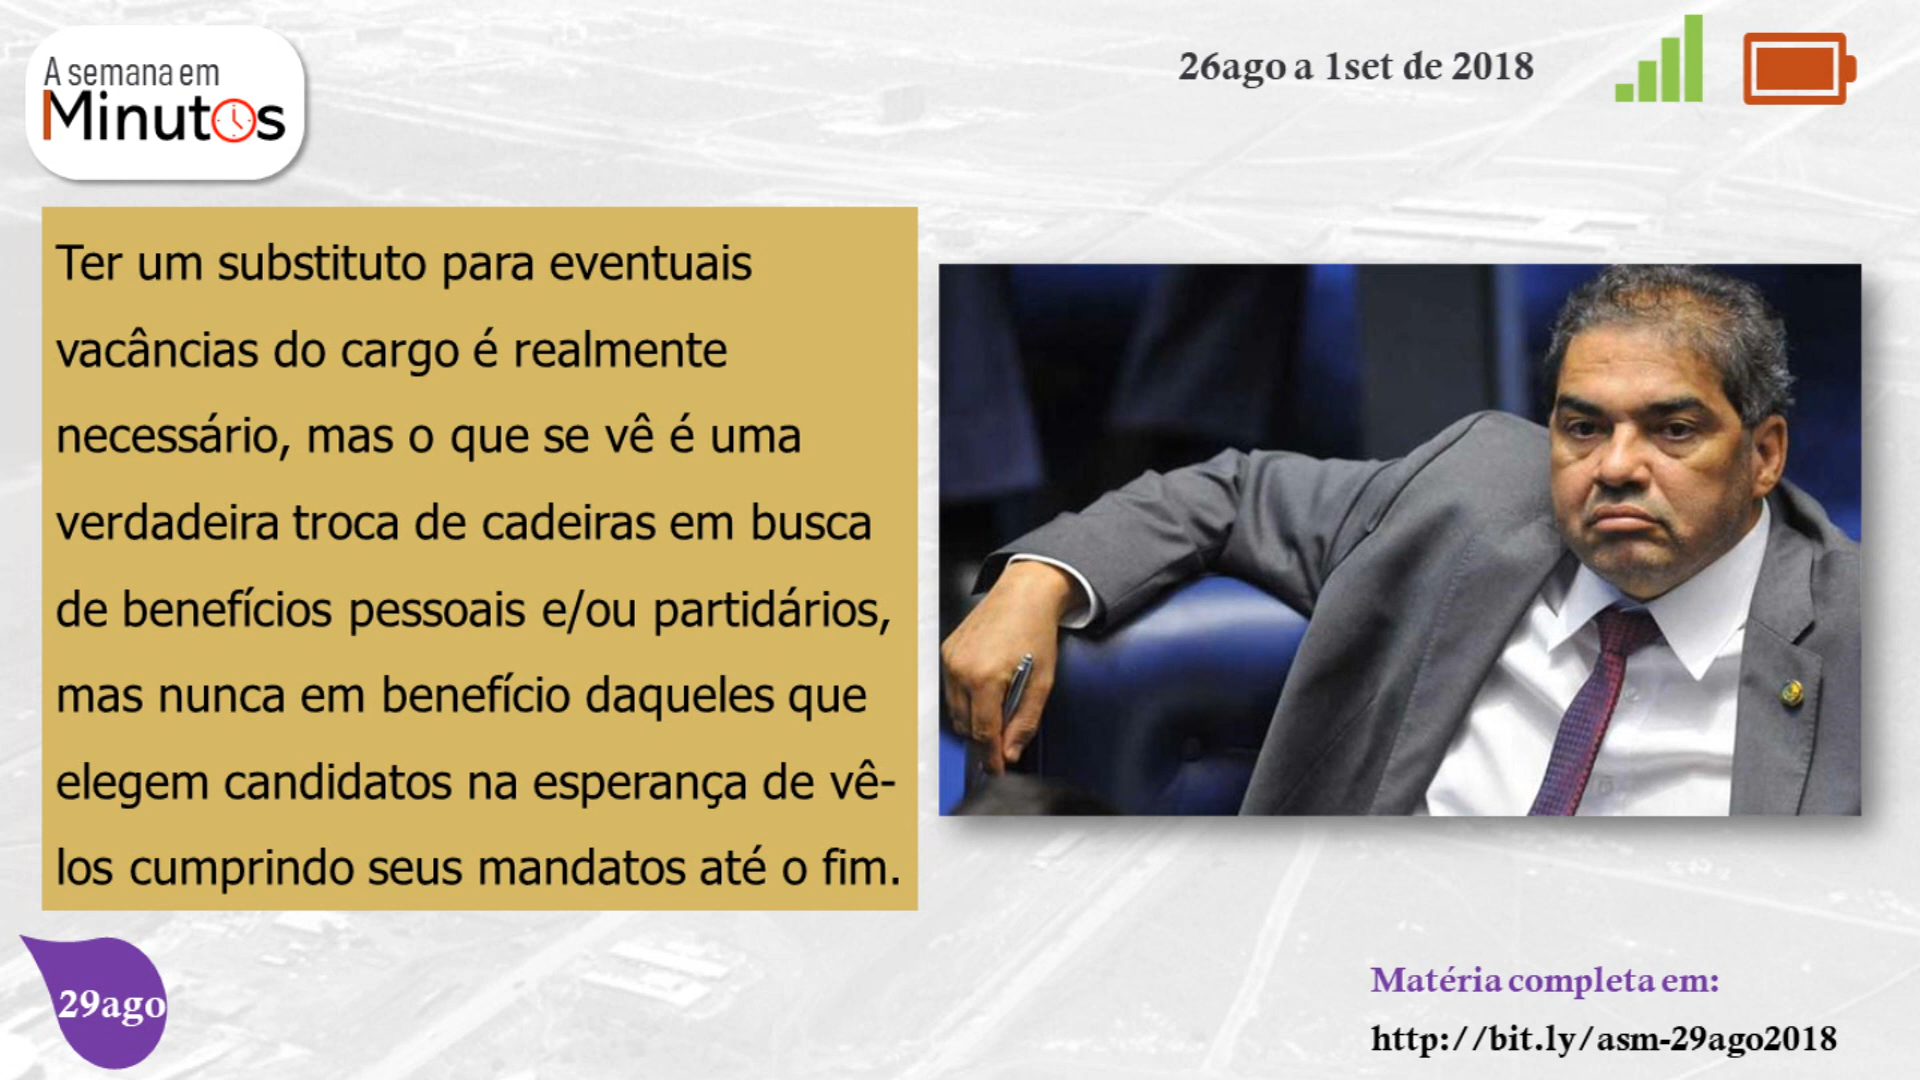 A semana em
Minutos
26ago a 1set de 2018
Ter um substituto para eventuais
vacâncias do cargo é realmente
necessário, mas o que se vê é uma
verdadeira troca de cadeiras em busca
de benefícios pessoais e/ou partidários,
mas nunca em benefício daqueles que
elegem candidatos na esperança de vê-
los cumprindo seus mandatos até o fim.
29ago
Matéria completa em:
http://bit.ly/asm-29ago2018